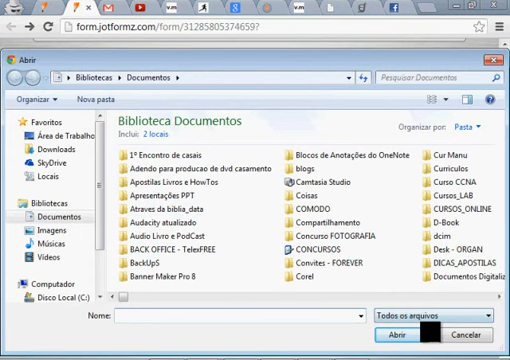 form.jotformz.com/form/31285805374659?
Abrir
Bibliotecas Documentos
Pesquisar Documentos
Organizar Nova pasta
Favoritos
Área de Trabalho
Downloads
SkyDrive
Locais
Bibliotecas
Documentos
Imagens
Músicas
Vídeos
Computador
Disco Local (C:)
Biblioteca Documentos
Inclui: 2 locais
Organizar por: Pasta
1º Encontro de casais
Adendo para producao de dvd casamento
Apostilas Livros e HowTos
Apresentações PPT
Atraves da biblia_data
Audacity atualizado
Audio Livro e PodCast
BACK OFFICE - TelexFREE
BackUpS
Banner Maker Pro 8
Blocos de Anotações do OneNote
blogs
Camtasia Studio
Coisas
COMODO
Compartilhamento
Concurso FOTOGRAFIA
CONCURSOS
Convites - FOREVER
Corel
Cur Manu
Curriculos
Curso CCNA
Cursos_LAB
CURSOS_ONLINE
D-Book
dcim
Desk - ORGAN
DICAS_APOSTILAS
Documentos Digitaliz
Nome:
Todos os arquivos
Abrir Cancelar